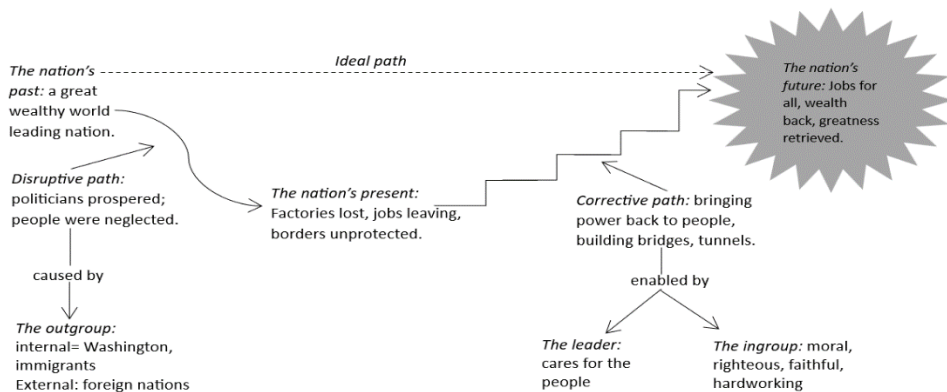 Ideal path
The nation's
past: a great
wealthy world
leading nation.
The nation's
future: Jobs for
all, wealth
back, greatness
retrieved.
Disruptive path:
politicians prospered;
people were neglected.
The nation's present:
Factories lost, jobs leaving,
borders unprotected.
Corrective path: bringing
power back to people,
building bridges, tunnels.
caused by
enabled by
The outgroup:
internal= Washington,
immigrants
External: foreign nations
The leader:
cares for the
people
The ingroup: moral,
righteous, faithful,
hardworking